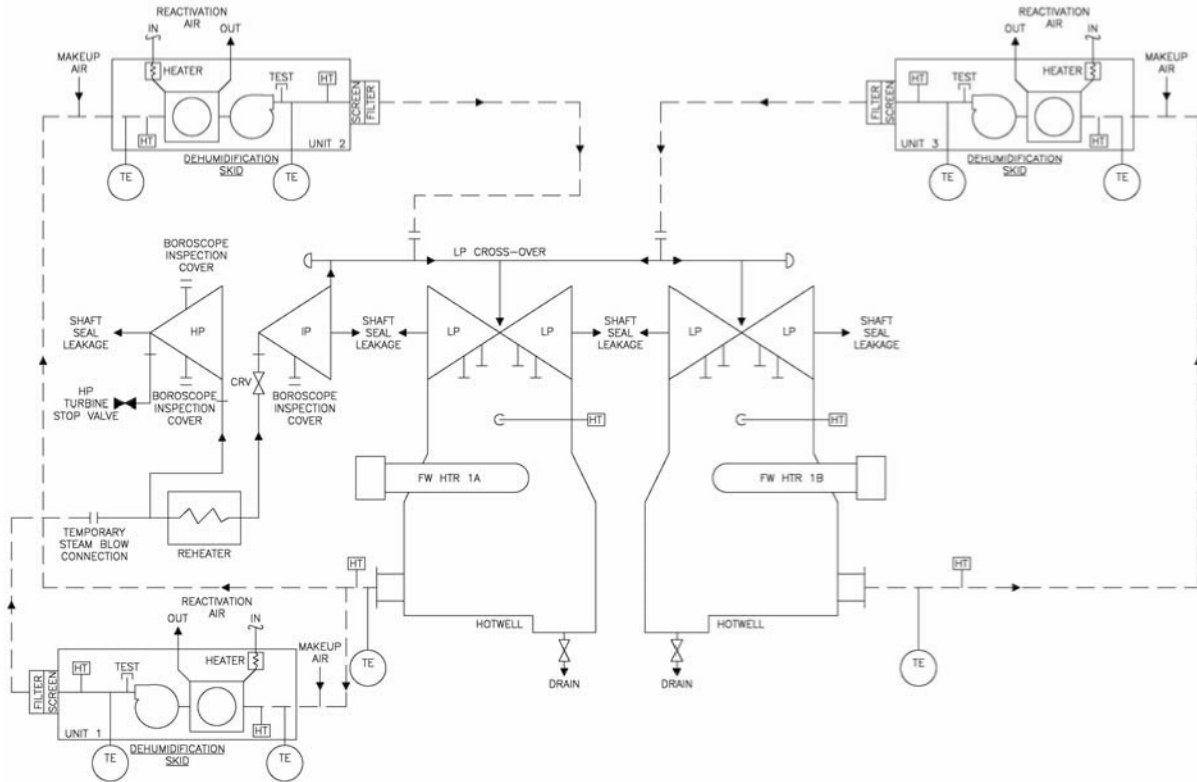 REACTIVATION
AIR
IN
OUT
MAKEUP
AIR
HEATER
TEST
HT
SCREEN
FILTER
HT
UNIT 2
DEHUMIDIFICATION
SKID
TE
TE
REACTIVATION
AIR
OUT
IN
MAKEUP
AIR
HEATER
TEST
HT
FILTER
SCREEN
HT
UNIT 3
DEHUMIDIFICATION
SKID
TE
TE
BOROSCOPE
INSPECTION
COVER
LP CROSS-OVER
SHAFT
SEAL
LEAKAGE
HP
IP
SHAFT
SEAL
LEAKAGE
LP
LP
SHAFT
SEAL
LEAKAGE
LP
LP
SHAFT
SEAL
LEAKAGE
HP
TURBINE
STOP VALVE
BOROSCOPE
INSPECTION
COVER
CRV
BOROSCOPE
INSPECTION
COVER
HT
HT
FW HTR 1A
FW HTR 1B
TEMPORARY
STEAM BLOW
CONNECTION
REHEATER
HT
HT
TE
TE
HOTWELL
HOTWELL
DRAIN
DRAIN
REACTIVATION
AIR
OUT
IN
MAKEUP
AIR
HEATER
TEST
HT
FILTER
SCREEN
HT
UNIT 1
DEHUMIDIFICATION
SKID
TE
TE